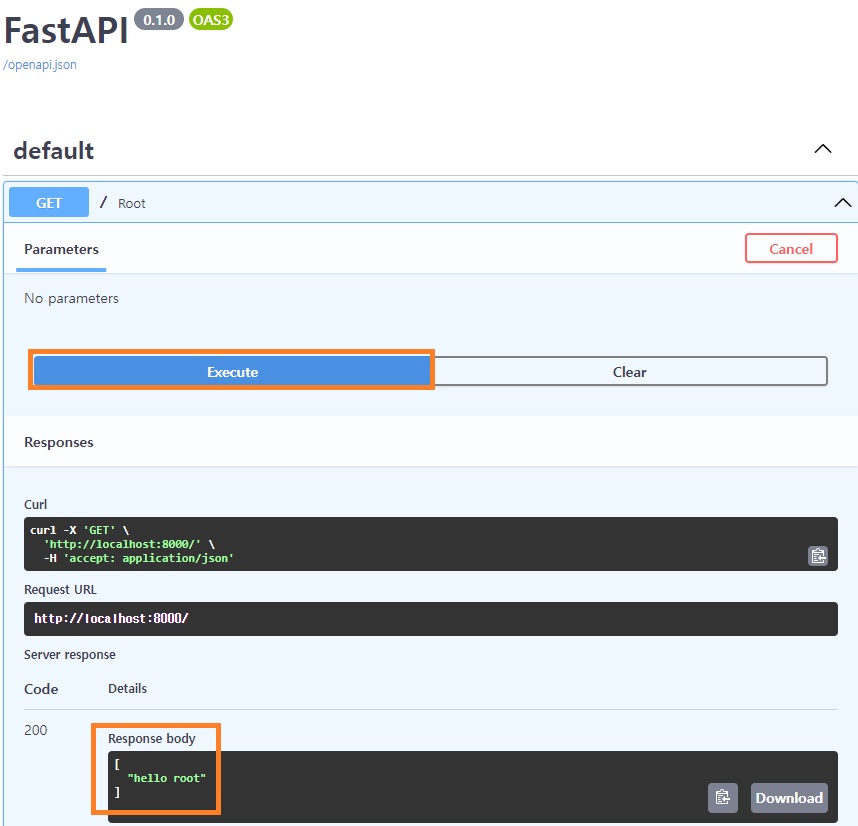 FastAPI 0.1.0 OAS3
/openapi.json
default
GET / Root
Parameters Cancel
No parameters
Execute Clear
Responses
Curl
curl -X 'GET' \
'http://localhost:8000/' \
-H 'accept: application/json'
Request URL
http://localhost:8000/
Server response
Code Details
200
Response body
[
"hello root"
]
Download